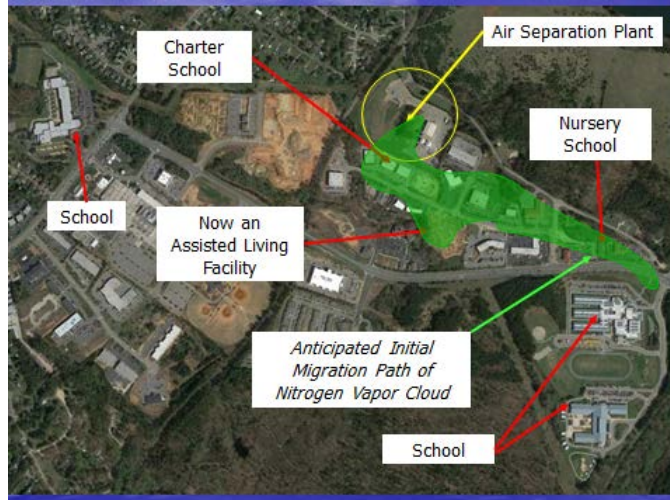 Air Separation Plant
Charter
School
Nursery
School
School
Now an
Assisted Living
Facility
Anticipated Initial
Migration Path of
Nitrogen Vapor Cloud
School